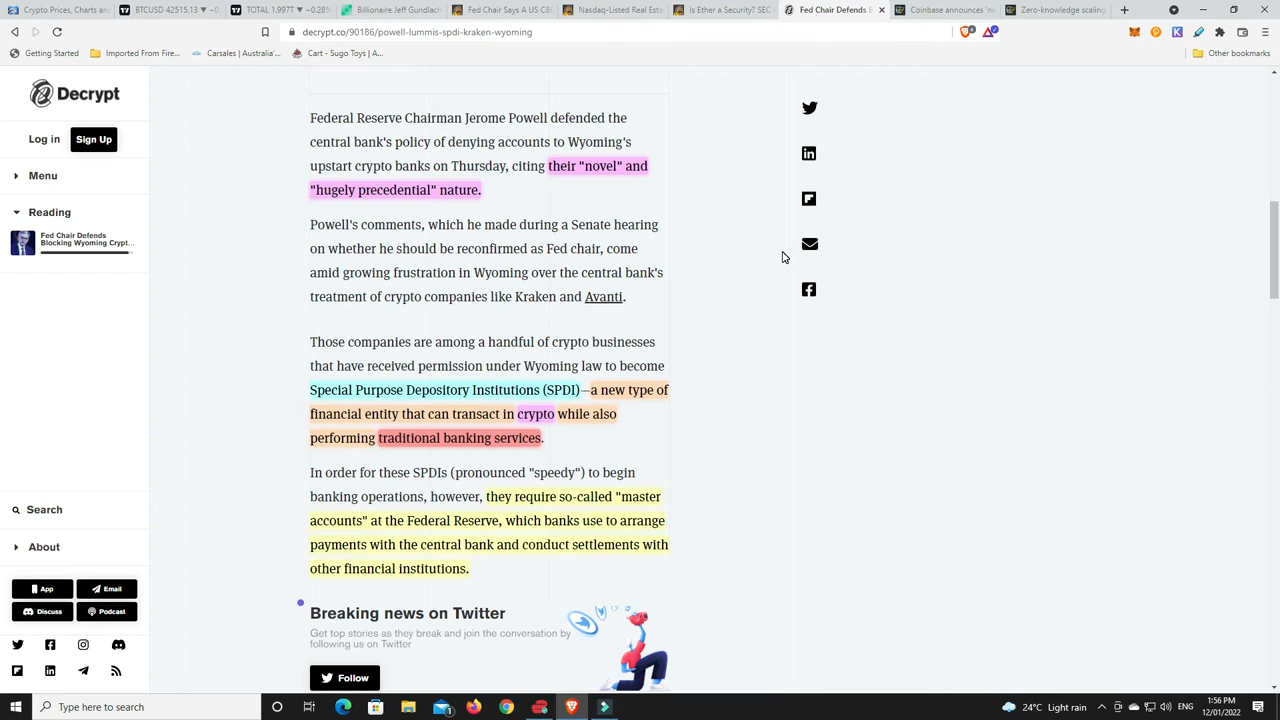 Crypto Prices, Charts and
BTCUSD 42515.13 ▼ −0.2
TOTAL 1.997T ▼ −0.28%
Billionaire Jeff Gundlach
Fed Chair Says A US CB
Nasdaq-Listed Real Esta
Is Ether a Security? SEC
Fed Chair Defends B
Coinbase announces 'ne
Zero-knowledge scaling
decrypt.co/90186/powell-lummis-spdi-kraken-wyoming
Getting Started
Imported From Fire...
Carsales | Australia'...
Cart - Sugo Toys | A...
Other bookmarks
Decrypt
Log in
Sign Up
Menu
Reading
Fed Chair Defends
Blocking Wyoming Crypt...
Search
About
App
Email
Discuss
Podcast
Federal Reserve Chairman Jerome Powell defended the
central bank's policy of denying accounts to Wyoming's
upstart crypto banks on Thursday, citing their "novel" and
"hugely precedential" nature.
Powell's comments, which he made during a Senate hearing
on whether he should be reconfirmed as Fed chair, come
amid growing frustration in Wyoming over the central bank's
treatment of crypto companies like Kraken and Avanti.
Those companies are among a handful of crypto businesses
that have received permission under Wyoming law to become
Special Purpose Depository Institutions (SPDI)—a new type of
financial entity that can transact in crypto while also
performing traditional banking services.
In order for these SPDIs (pronounced "speedy") to begin
banking operations, however, they require so-called "master
accounts" at the Federal Reserve, which banks use to arrange
payments with the central bank and conduct settlements with
other financial institutions.
Breaking news on Twitter
Get top stories as they break and join the conversation by
following us on Twitter
Follow
Type here to search
24°C Light rain
ENG
1:56 PM
12/01/2022